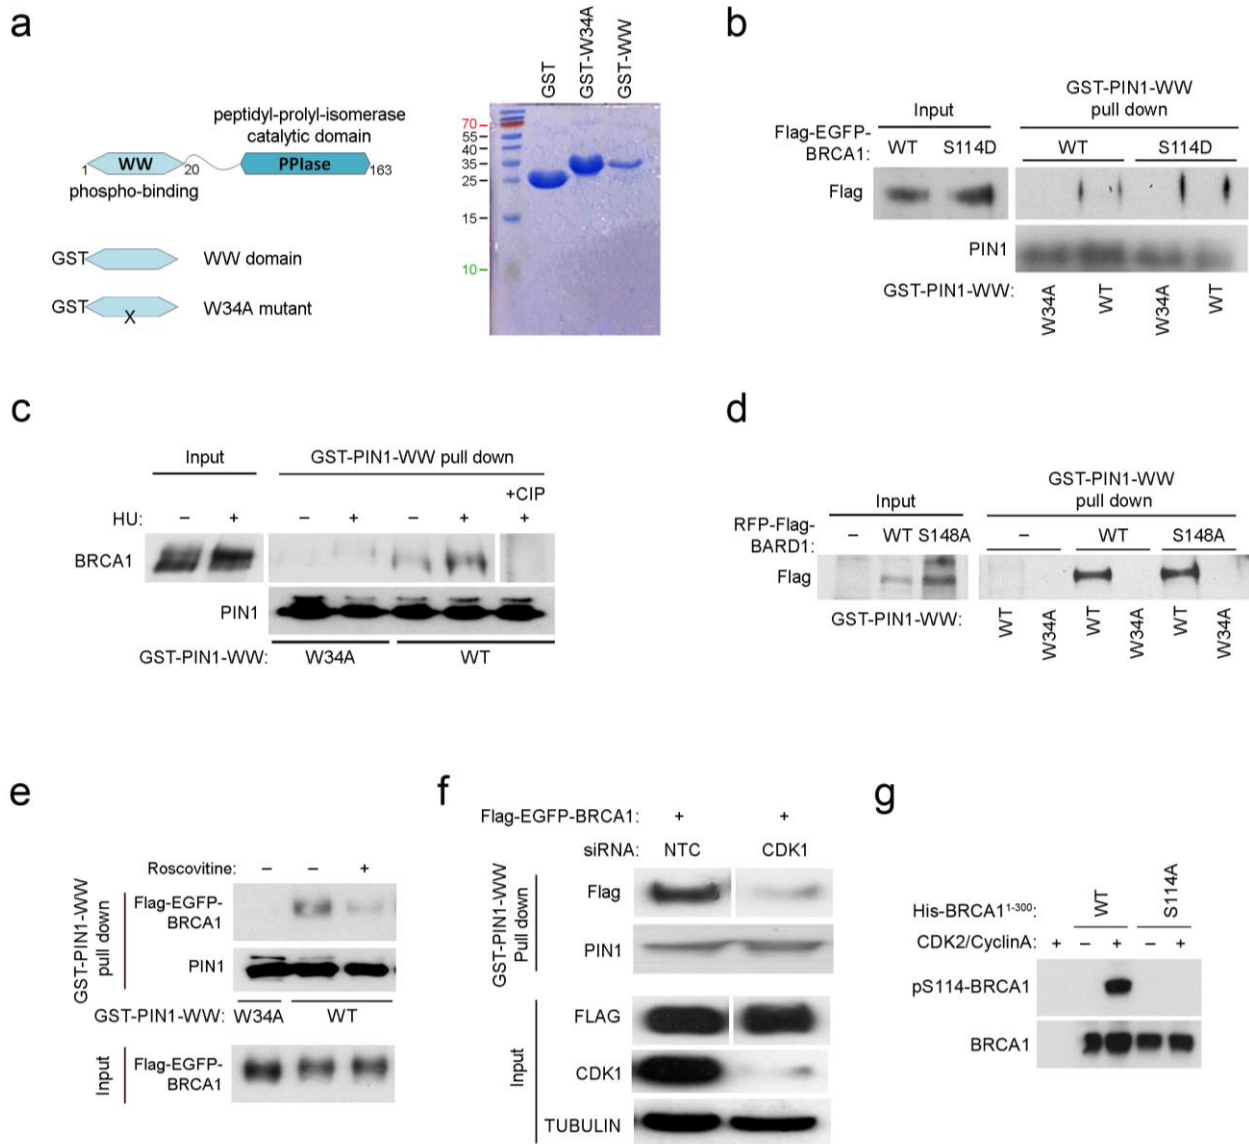 a
peptidyl-prolyl-isomerase
catalytic domain
WW
PPIase
1
20
163
phospho-binding
GST
WW domain
GST
X
W34A mutant
GST
GST-W34A
GST-WW
70
55
40
35
25
15
10
b
Input
GST-PIN1-WW
pull down
Flag-EGFP-
BRCA1:
WT
S114D
WT
S114D
Flag
PIN1
GST-PIN1-WW:
W34A
WT
W34A
WT
c
Input
GST-PIN1-WW pull down
+CIP
HU:
–
+
–
+
–
+
+
BRCA1
PIN1
GST-PIN1-WW:
W34A
WT
d
Input
GST-PIN1-WW
pull down
RFP-Flag-
BARD1:
–
WT
S148A
–
WT
S148A
Flag
GST-PIN1-WW:
WT
W34A
WT
W34A
WT
W34A
e
Roscovitine:
–
–
+
GST-PIN1-WW
pull down
Flag-EGFP-
BRCA1
PIN1
GST-PIN1-WW:
W34A
WT
Input
Flag-EGFP-
BRCA1
f
Flag-EGFP-BRCA1:
+
+
siRNA:
NTC
CDK1
GST-PIN1-WW
Pull down
Flag
PIN1
Input
FLAG
CDK1
TUBULIN
g
His-BRCA1¹⁻³⁰⁰:
WT
S114A
CDK2/CyclinA:
+
–
+
–
+
pS114-BRCA1
BRCA1